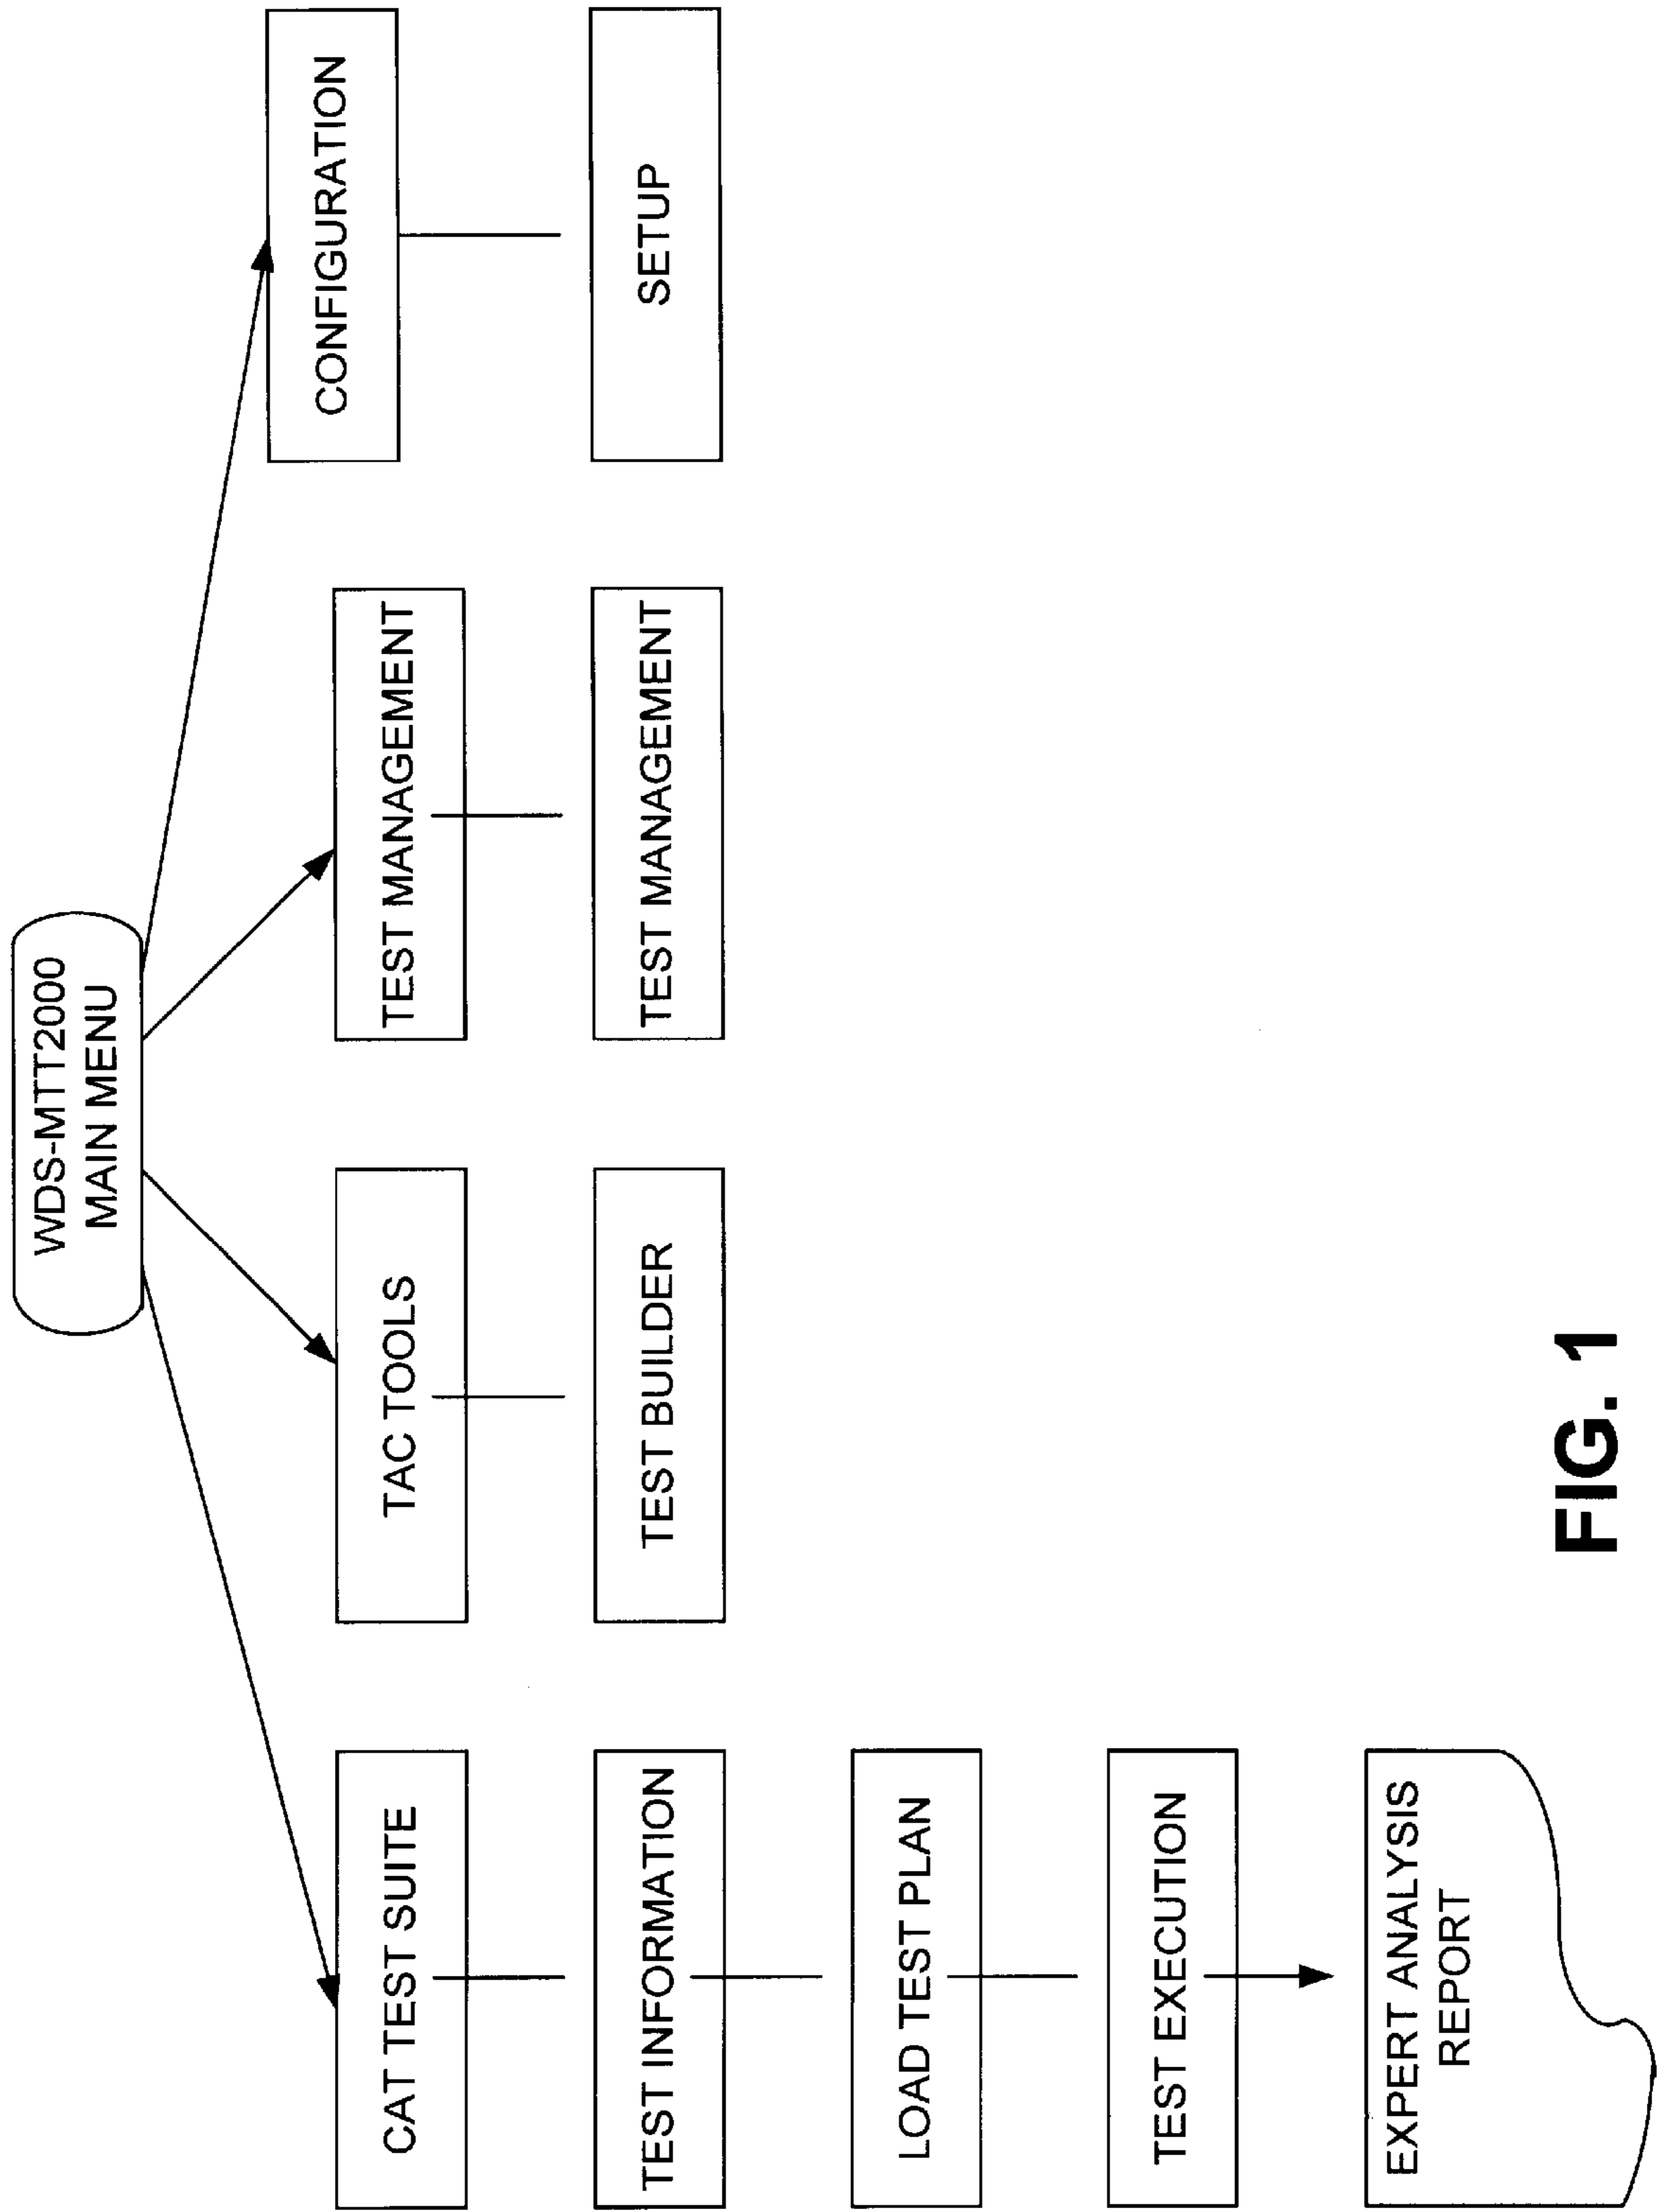 WDS-MTT2000
MAIN MENU
CAT TEST SUITE
TAC TOOLS
TEST MANAGEMENT
CONFIGURATION
TEST INFORMATION
TEST BUILDER
TEST MANAGEMENT
SETUP
LOAD TEST PLAN
TEST EXECUTION
EXPERT ANALYSIS
REPORT
FIG. 1